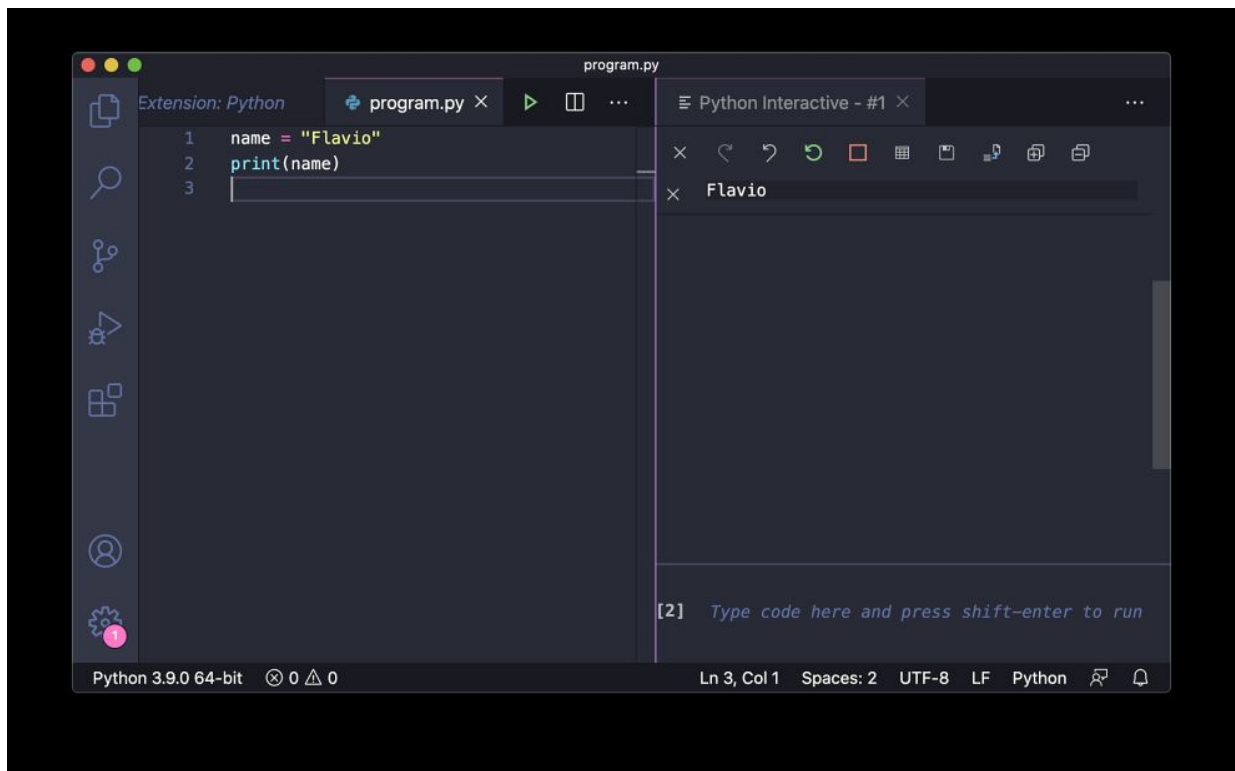 program.py
Extension: Python
program.py
1 name = "Flavio"
2 print(name)
3
Python Interactive - #1
Flavio
[2] Type code here and press shift-enter to run
1
Python 3.9.0 64-bit 0 0 Ln 3, Col 1 Spaces: 2 UTF-8 LF Python